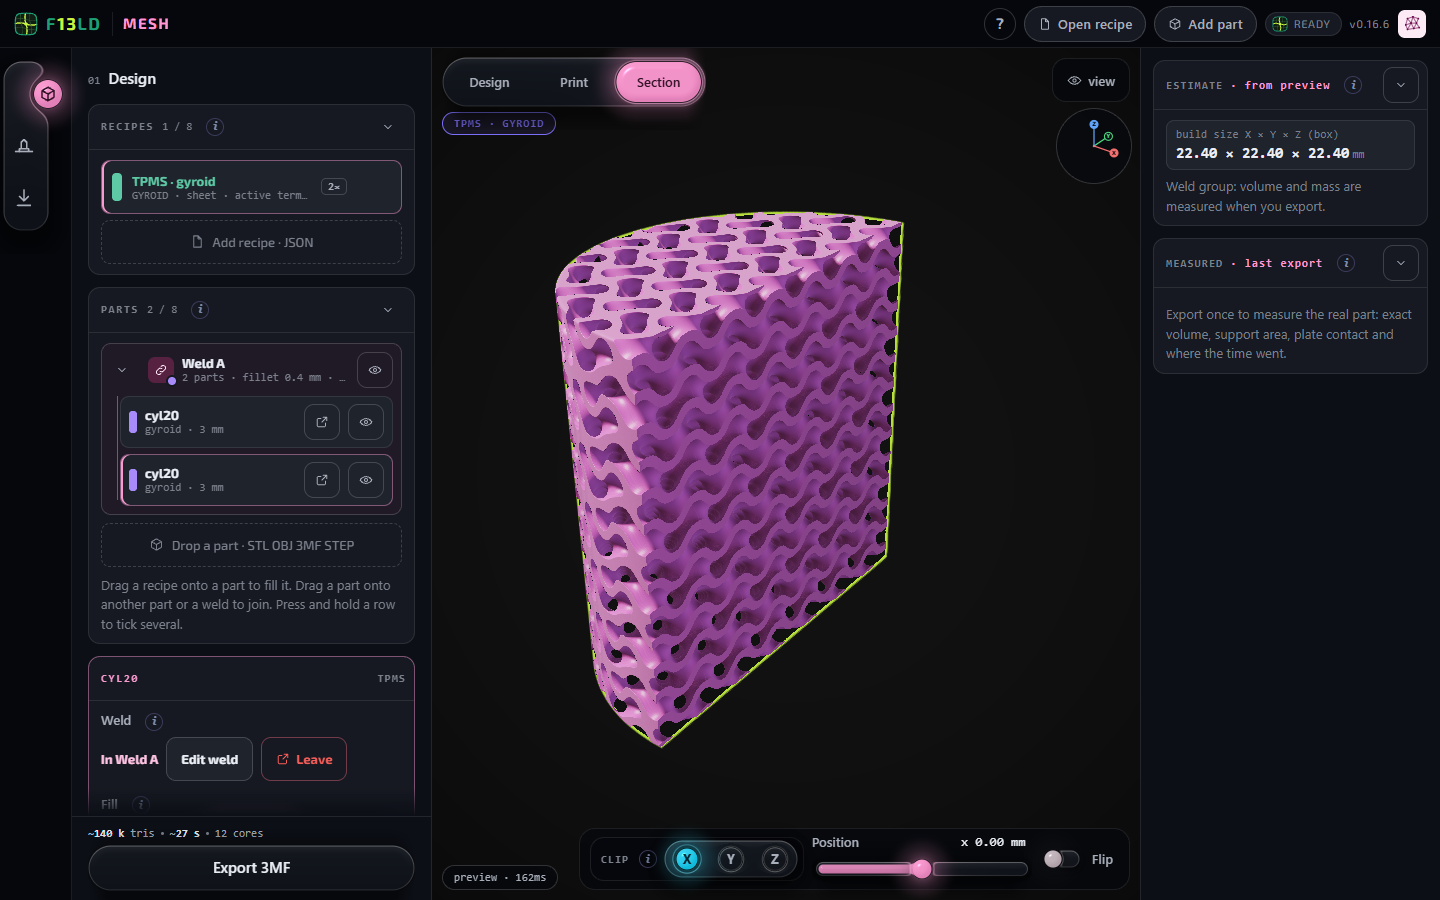 F13LD MESH
?
Open recipe
Add part
READY
v0.16.6
01 Design
RECIPES 1 / 8 i
TPMS · gyroid
GYROID · sheet · active term…
2×
Add recipe · JSON
PARTS 2 / 8 i
Weld A
2 parts · fillet 0.4 mm · …
cyl20
gyroid · 3 mm
cyl20
gyroid · 3 mm
Drop a part · STL OBJ 3MF STEP
Drag a recipe onto a part to fill it. Drag a part onto
another part or a weld to join. Press and hold a row
to tick several.
CYL20 TPMS
Weld i
In Weld A Edit weld Leave
Fill i
~140 k tris • ~27 s • 12 cores
Export 3MF
Design Print Section
TPMS · GYROID
view
Z
Y
X
preview · 162ms
CLIP i X Y Z
Position x 0.00 mm
Flip
ESTIMATE · from preview i
build size X × Y × Z (box)
22.40 × 22.40 × 22.40 mm
Weld group: volume and mass are
measured when you export.
MEASURED · last export i
Export once to measure the real part: exact
volume, support area, plate contact and
where the time went.